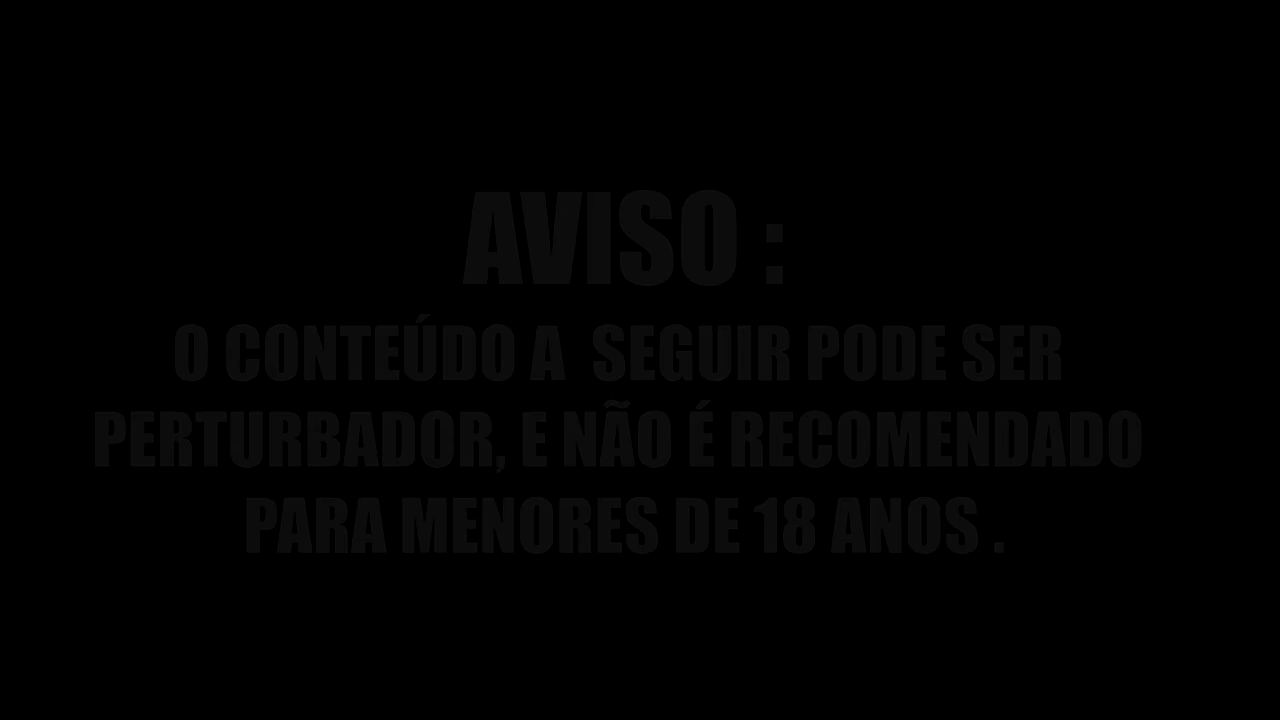 AVISO :
O CONTEÚDO A SEGUIR PODE SER
PERTURBADOR, E NÃO É RECOMENDADO
PARA MENORES DE 18 ANOS .